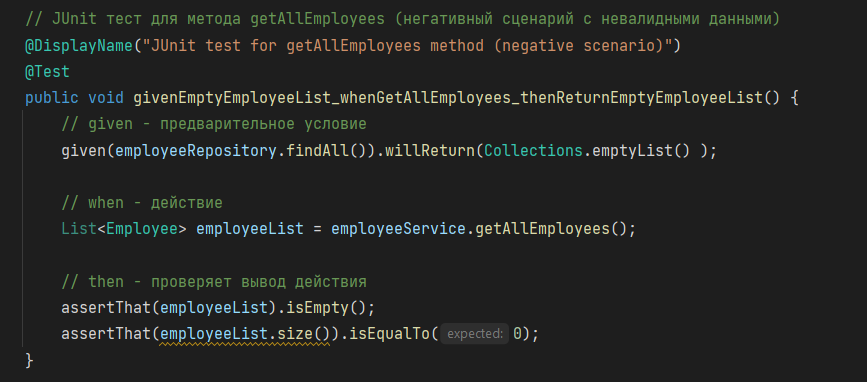 // JUnit тест для метода getAllEmployees (негативный сценарий с невалидными данными)
@DisplayName("JUnit test for getAllEmployees method (negative scenario)")
@Test
public void givenEmptyEmployeeList_whenGetAllEmployees_thenReturnEmptyEmployeeList() {
// given - предварительное условие
given(employeeRepository.findAll()).willReturn(Collections.emptyList() );
// when - действие
List<Employee> employeeList = employeeService.getAllEmployees();
// then - проверяет вывод действия
assertThat(employeeList).isEmpty();
assertThat(employeeList.size()).isEqualTo( expected: 0);
}